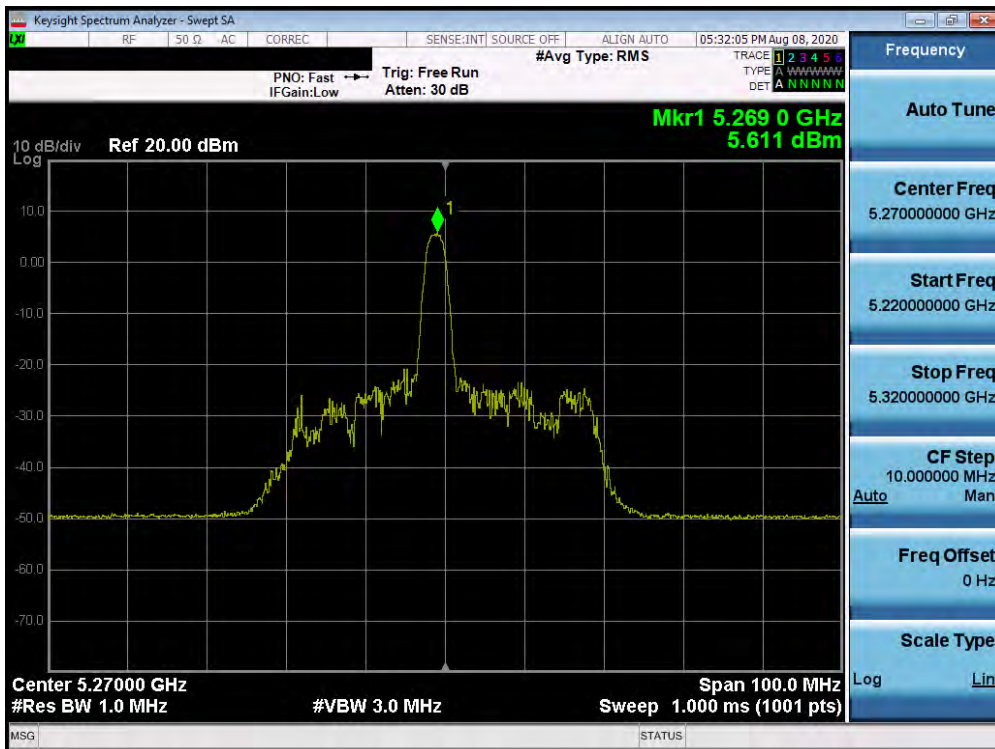 Keysight Spectrum Analyzer - Swept SA
LXI RF 50 Ω AC CORREC SENSE:INT SOURCE OFF ALIGN AUTO 05:32:05 PM Aug 08, 2020
Frequency
#Avg Type: RMS
TRACE 1 2 3 4 5 6
PNO: Fast Trig: Free Run
TYPE A WWWWW
IFGain:Low Atten: 30 dB
DET A N N N N N
Auto Tune
Mkr1 5.269 0 GHz
5.611 dBm
10 dB/div Ref 20.00 dBm
Log
1
10.0
0.00
-10.0
-20.0
-30.0
-40.0
-50.0
-60.0
-70.0
Center Freq
5.270000000 GHz
Start Freq
5.220000000 GHz
Stop Freq
5.320000000 GHz
CF Step
10.000000 MHz
Auto Man
Freq Offset
0 Hz
Scale Type
Log Lin
Center 5.27000 GHz Span 100.0 MHz
#Res BW 1.0 MHz #VBW 3.0 MHz Sweep 1.000 ms (1001 pts)
MSG STATUS